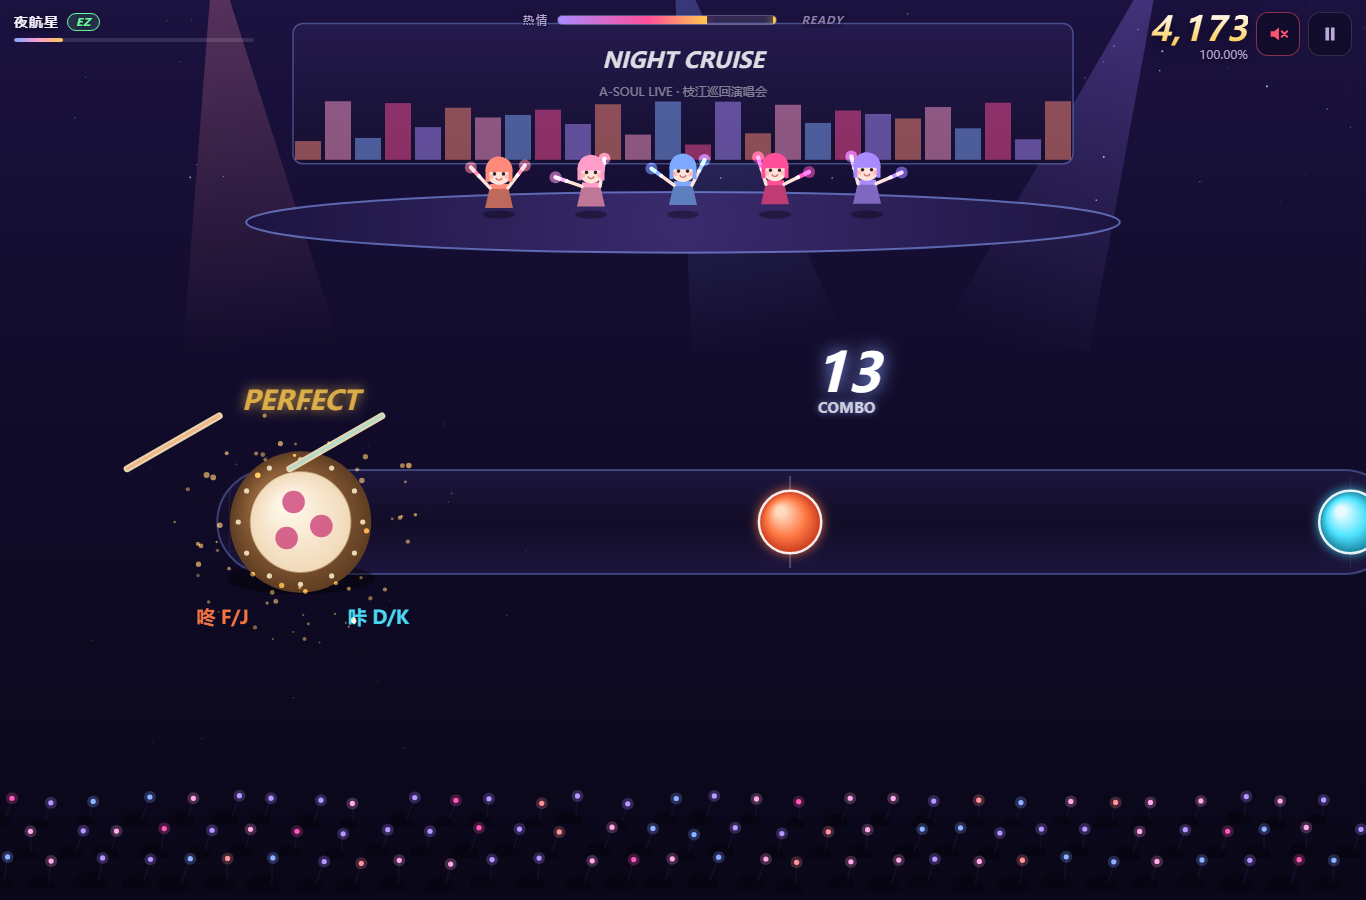 夜航星 EZ
热情 READY
4,173
100.00%
NIGHT CRUISE
A-SOUL LIVE · 枝江巡回演唱会
13
COMBO
PERFECT
咚 F/J
咔 D/K